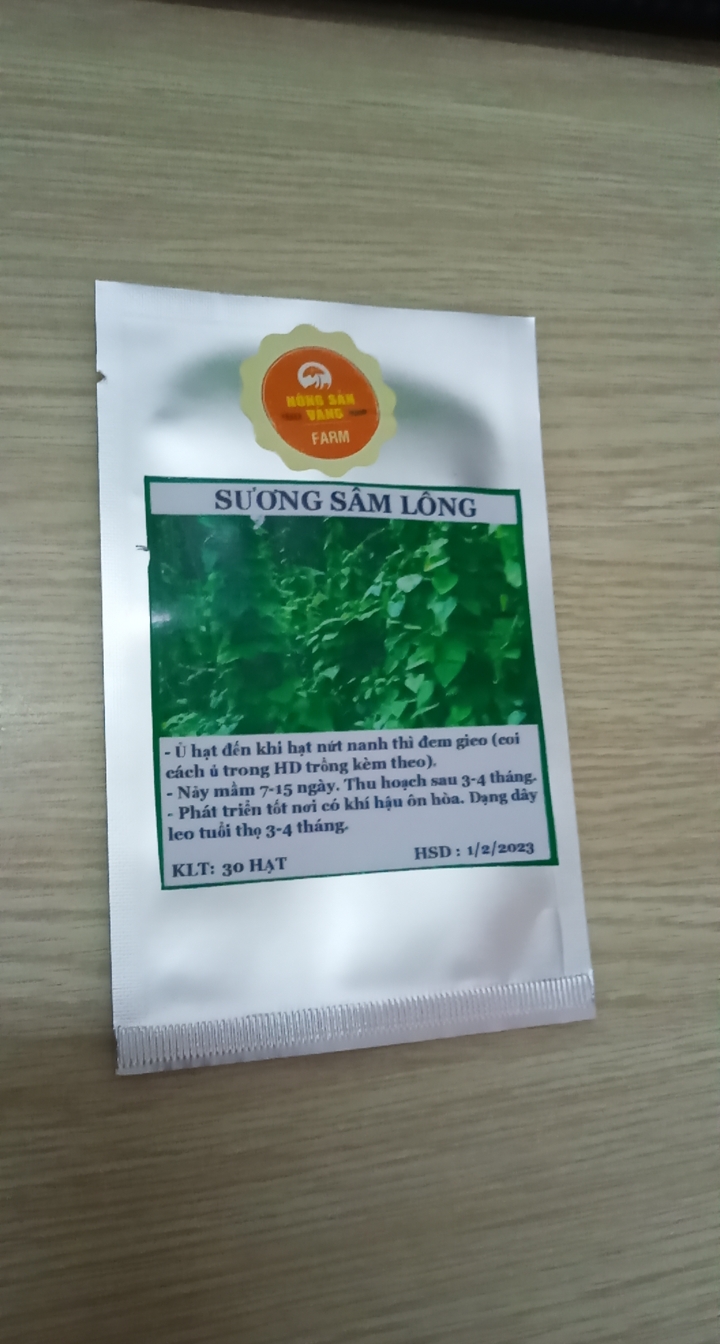 NÔNG SẢN
VÀNG
FARM
SƯƠNG SÂM LÔNG
- Ủ hạt đến khi hạt nứt nanh thì đem gieo (coi
cách ủ trong HD trồng kèm theo).
- Nảy mầm 7-15 ngày. Thu hoạch sau 3-4 tháng.
- Phát triển tốt nơi có khí hậu ôn hòa. Dạng dây
leo tuổi thọ 3-4 tháng.
KLT: 30 HẠT
HSD : 1/2/2023